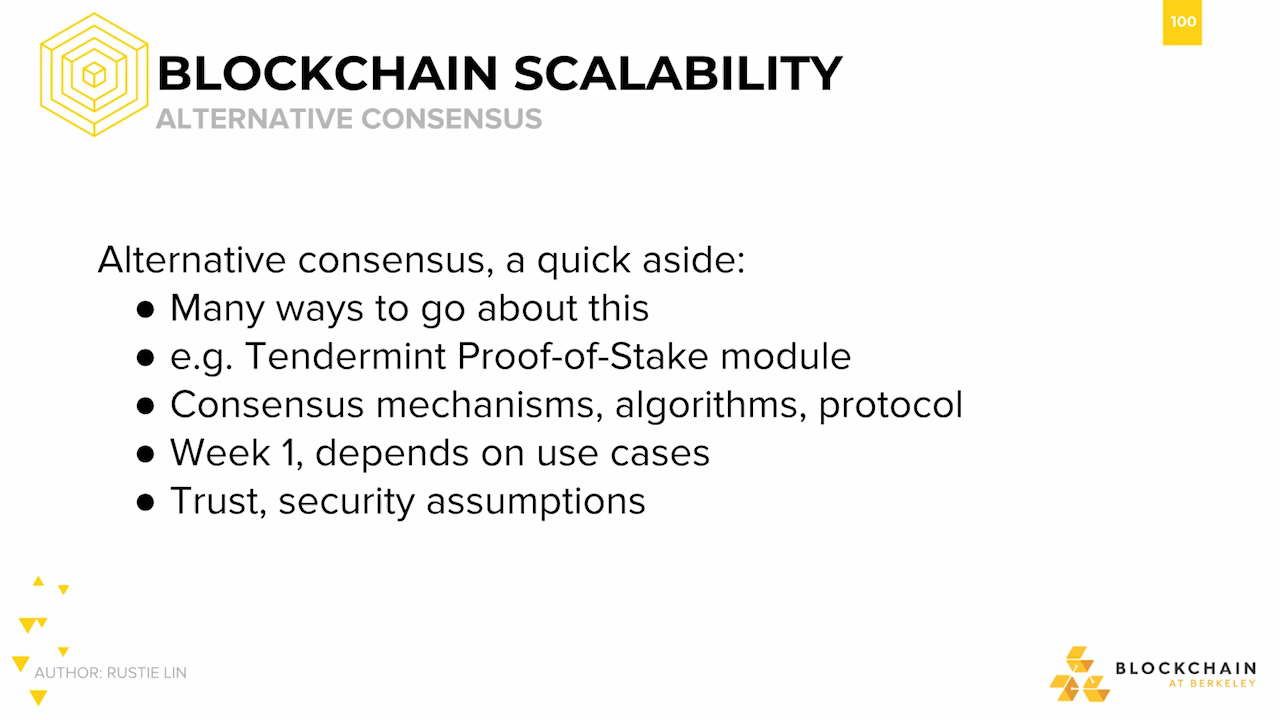 100
BLOCKCHAIN SCALABILITY
ALTERNATIVE CONSENSUS
Alternative consensus, a quick aside:
● Many ways to go about this
● e.g. Tendermint Proof-of-Stake module
● Consensus mechanisms, algorithms, protocol
● Week 1, depends on use cases
● Trust, security assumptions
AUTHOR: RUSTIE LIN
BLOCKCHAIN
AT BERKELEY